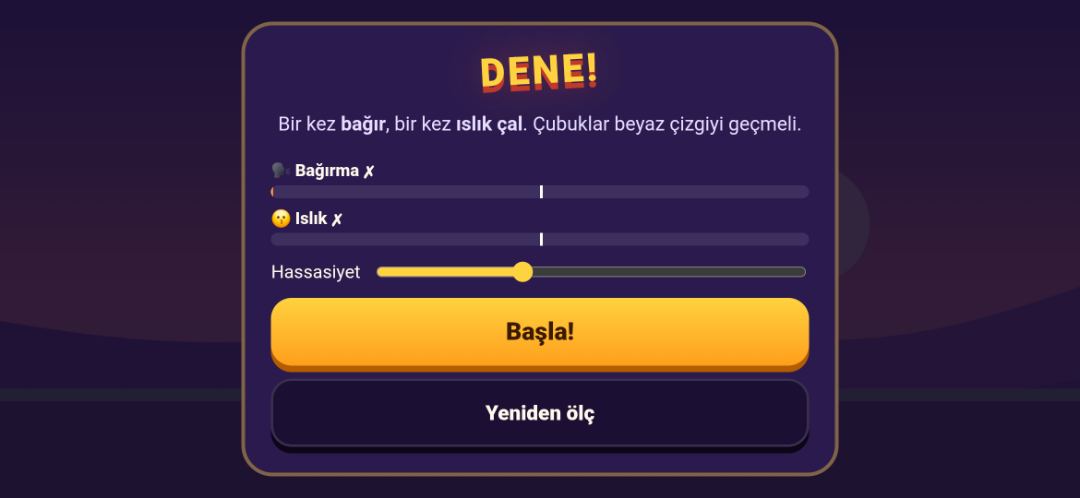 DENE!
Bir kez bağır, bir kez ıslık çal. Çubuklar beyaz çizgiyi geçmeli.
🗣 Bağırma ✗
😗 Islık ✗
Hassasiyet
Başla!
Yeniden ölç